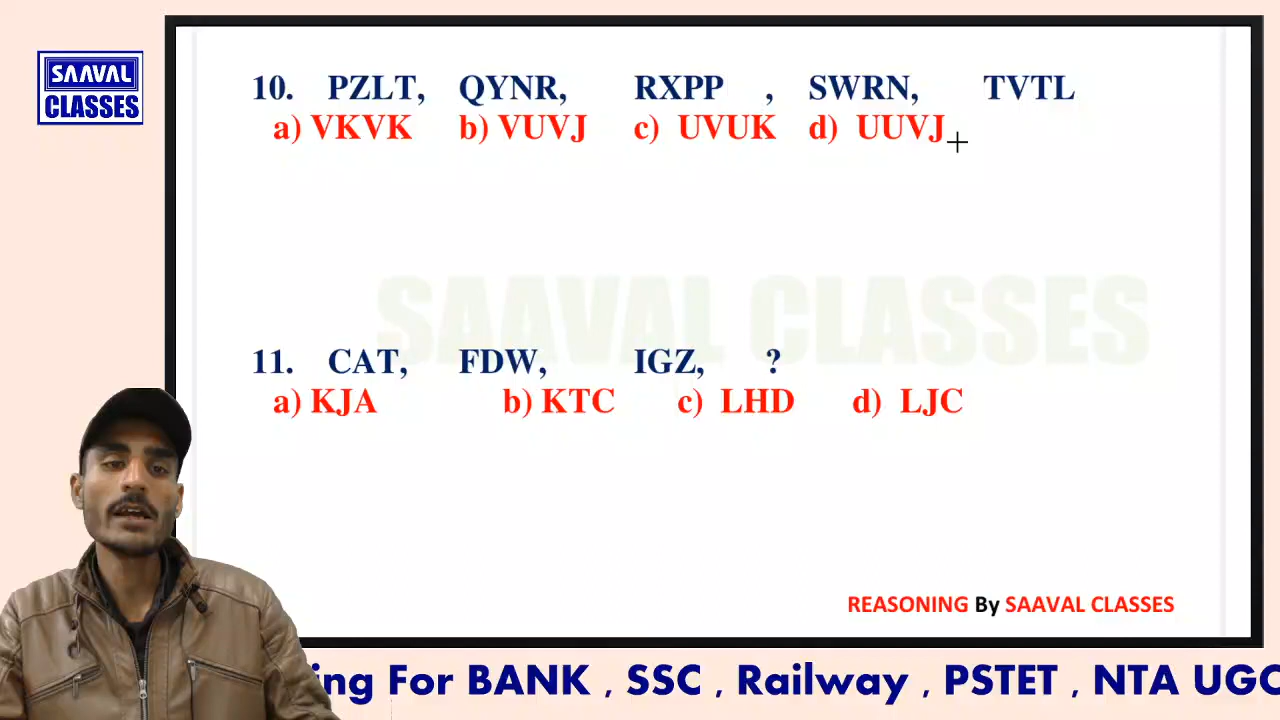 SAAVAL
CLASSES
10. PZLT, QYNR, RXPP , SWRN, TVTL
a) VKVK b) VUVJ c) UVUK d) UUVJ
SAAVAL CLASSES
11. CAT, FDW, IGZ, ?
a) KJA b) KTC c) LHD d) LJC
REASONING By SAAVAL CLASSES
ing For BANK , SSC , Railway , PSTET , NTA UGC